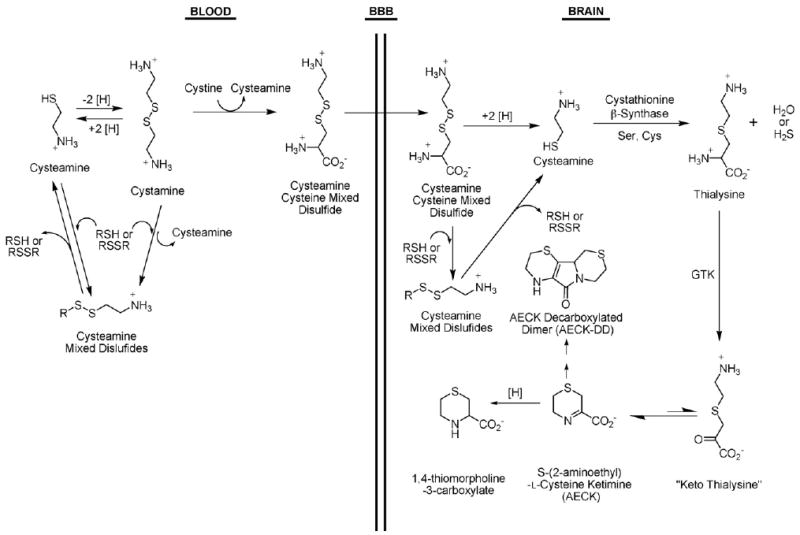 BLOOD
BBB
BRAIN
HS
-2 [H]
+2 [H]
NH3
+
Cysteamine
+
H3N
S
S
+
NH3
Cystamine
Cystine
Cysteamine
+
H3N
S
S
+
H3N
CO2-
Cysteamine
Cysteine Mixed
Disulfide
+
H3N
S
S
+
H3N
CO2-
Cysteamine
Cysteine Mixed
Disulfide
+2 [H]
+
NH3
SH
Cysteamine
Cystathionine
β-Synthase
Ser, Cys
+
NH3
S
+
H3N
CO2-
Thialysine
+
H2O
or
H2S
RSH or
RSSR
RSH or
RSSR
Cysteamine
R
S
S
+
NH3
Cysteamine
Mixed Dislufides
RSH or
RSSR
RSH or
RSSR
R
S
S
+
NH3
Cysteamine
Mixed Dislufides
S
S
N
H
N
O
AECK Decarboxylated
Dimer (AECK-DD)
GTK
S
N
H
CO2-
1,4-thiomorpholine
-3-carboxylate
[H]
S
N
CO2-
S-(2-aminoethyl)
-L-Cysteine Ketimine
(AECK)
+
NH3
S
O
CO2-
"Keto Thialysine"